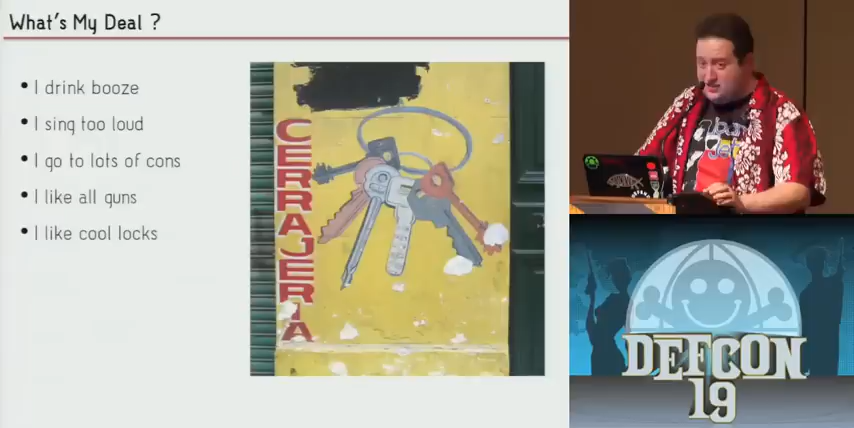 What's My Deal ?
• I drink booze
• I sing too loud
• I go to lots of cons
• I like all guns
• I like cool locks
CERRAJERIA
DEFCON
19